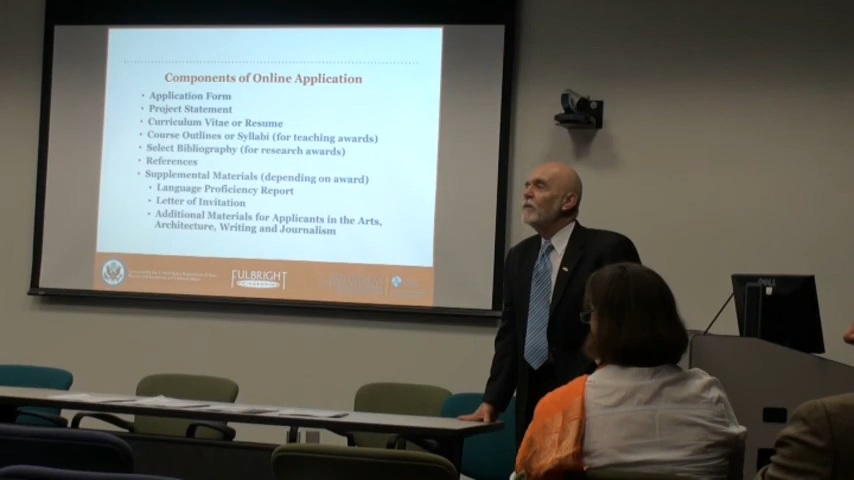 Components of Online Application
• Application Form
• Project Statement
• Curriculum Vitae or Resume
• Course Outlines or Syllabi (for teaching awards)
• Select Bibliography (for research awards)
• References
• Supplemental Materials (depending on award)
• Language Proficiency Report
• Letter of Invitation
• Additional Materials for Applicants in the Arts,
Architecture, Writing and Journalism
FULBRIGHT
DELL